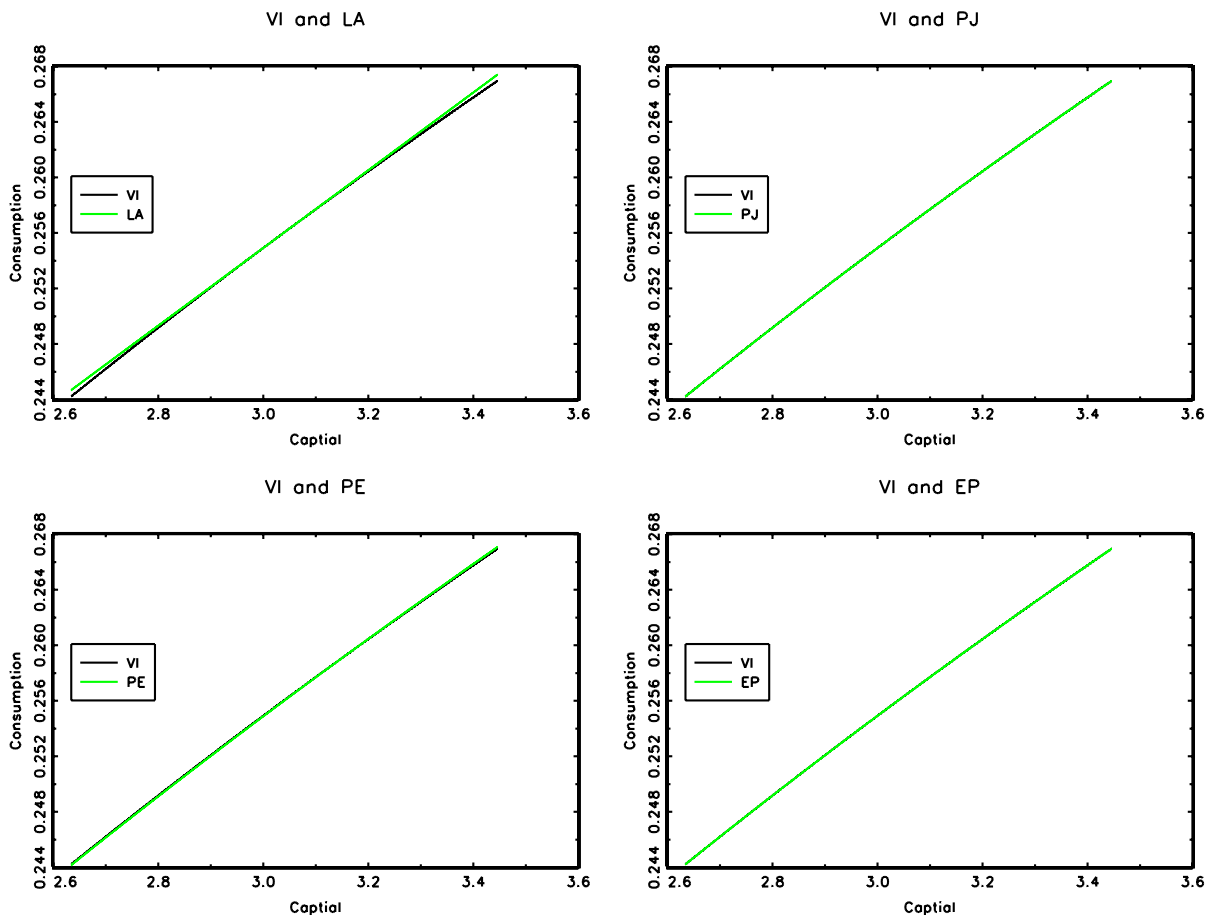 VI and LA
Consumption
0.268
0.264
0.260
0.256
0.252
0.248
0.244
VI
LA
2.6 2.8 3.0 3.2 3.4 3.6
Captial
VI and PJ
Consumption
0.268
0.264
0.260
0.256
0.252
0.248
0.244
VI
PJ
2.6 2.8 3.0 3.2 3.4 3.6
Captial
VI and PE
Consumption
0.268
0.264
0.260
0.256
0.252
0.248
0.244
VI
PE
2.6 2.8 3.0 3.2 3.4 3.6
Captial
VI and EP
Consumption
0.268
0.264
0.260
0.256
0.252
0.248
0.244
VI
EP
2.6 2.8 3.0 3.2 3.4 3.6
Captial